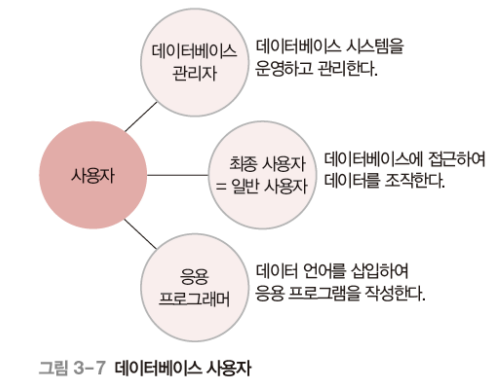 데이터베이스
관리자
데이터베이스 시스템을
운영하고 관리한다.
사용자
최종 사용자
= 일반 사용자
데이터베이스에 접근하여
데이터를 조작한다.
응용
프로그래머
데이터 언어를 삽입하여
응용 프로그램을 작성한다.
그림 3-7 데이터베이스 사용자